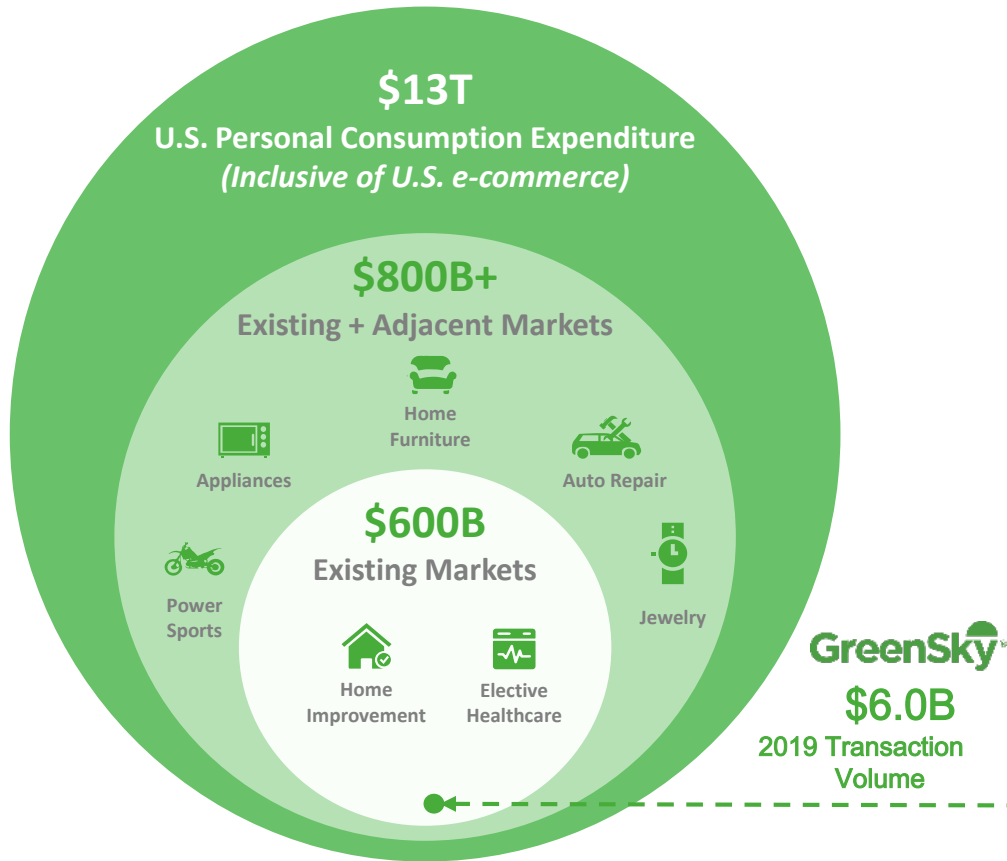 $13T
U.S. Personal Consumption Expenditure
(Inclusive of U.S. e-commerce)
$800B+
Existing + Adjacent Markets
Home
Furniture
Appliances
Auto Repair
$600B
Existing Markets
Power
Sports
Jewelry
Home
Improvement
Elective
Healthcare
GreenSky
$6.0B
2019 Transaction
Volume